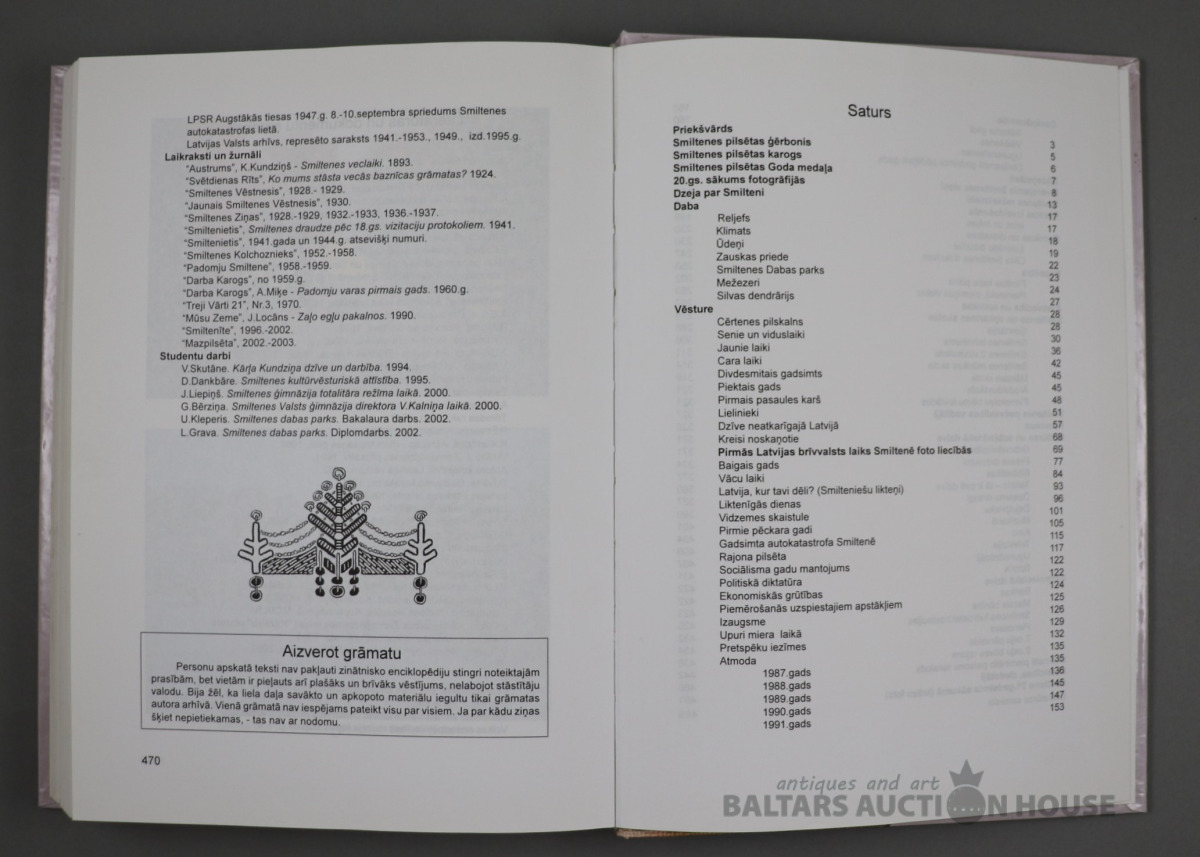 LPSR Augstākās tiesas 1947.g. 8.-10.septembra spriedums Smiltenes
autokatastrofas lietā.
Latvijas Valsts arhīvs, represēto saraksts 1941.-1953., 1949., izd.1995.g.
Laikraksti un žurnāli
"Austrums", K.Kundziņš - Smiltenes veclaiki. 1893.
"Svētdienas Rīts", Ko mums stāsta vecās baznīcas grāmatas? 1924.
"Smiltenes Vēstnesis", 1928.- 1929.
"Jaunais Smiltenes Vēstnesis", 1930.
"Smiltenes Ziņas", 1928.-1929., 1932.-1933, 1936.-1937.
"Smiltenietis", Smiltenes draudze pēc 18.gs. vizitaciju protokoliem. 1941.
"Smiltenietis", 1941.gada un 1944.g. atsevišķi numuri.
"Smiltenes Kolchoznieks", 1952.-1958.
"Padomju Smiltene", 1958.-1959.
"Darba Karogs", no 1959.g.
"Darba Karogs", A.Miķe - Padomju varas pirmais gads. 1960.g.
"Treji Vārti 21", Nr.3, 1970.
"Mūsu Zeme", J.Locāns - Zaļo egļu pakalnos. 1990.
"Smiltenīte", 1996.-2002.
"Mazpilsēta", 2002.-2003.
Studentu darbi
V.Skutāne. Kārļa Kundziņa dzīve un darbība. 1994.
D.Dankbāre. Smiltenes kultūrvēsturiskā attīstība. 1995.
J.Liepiņš. Smiltenes ģimnāzija totalitāra režīma laikā. 2000.
G.Bērziņa. Smiltenes Valsts ģimnāzija direktora V.Kalniņa laikā. 2000.
U.Kleperis. Smiltenes dabas parks. Bakalaura darbs. 2002.
L.Grava. Smiltenes dabas parks. Diplomdarbs. 2002.
Aizverot grāmatu
Personu apskatā teksti nav pakļauti zinātnisko enciklopēdiju stingri noteiktajām
prasībām, bet vietām ir pieļauts arī plašāks un brīvāks vēstījums, nelabojot stāstītāju
valodu. Bija žēl, ka liela daļa savākto un apkopoto materiālu iegultu tikai grāmatas
autora arhīvā. Vienā grāmatā nav iespējams pateikt visu par visiem. Ja par kādu ziņas
šķiet nepietiekamas, - tas nav ar nodomu.
470
Saturs
Priekšvārds 3
Smiltenes pilsētas ģērbonis 5
Smiltenes pilsētas karogs 6
Smiltenes pilsētas Goda medaļa 7
20.gs. sākums fotogrāfijās 8
Dzeja par Smilteni 13
Daba 17
Reljefs 17
Klimats 18
Ūdeņi 19
Zauskas priede 22
Smiltenes Dabas parks 23
Mežezeri 24
Silvas dendrārijs 27
Vēsture 28
Cērtenes pilskalns 28
Senie un viduslaiki 30
Jaunie laiki 36
Cara laiki 42
Divdesmitais gadsimts 45
Piektais gads 45
Pirmais pasaules karš 48
Lielinieki 51
Dzīve neatkarīgajā Latvijā 57
Kreisi noskaņotie 68
Pirmās Latvijas brīvvalsts laiks Smiltenē foto liecībās 69
Baigais gads 77
Vācu laiki 84
Latvija, kur tavi dēli? (Smilteniešu likteņi) 93
Liktenīgās dienas 96
Vidzemes skaistule 101
Pirmie pēckara gadi 105
Gadsimta autokatastrofa Smiltenē 115
Rajona pilsēta 117
Sociālisma gadu mantojums 122
Politiskā diktatūra 122
Ekonomiskās grūtības 124
Piemērošanās uzspiestajiem apstākļiem 125
Izaugsme 126
Upuri miera laikā 129
Pretspēku iezīmes 132
Atmoda 135
1987.gads 135
1988.gads 136
1989.gads 145
1990.gads 147
1991.gads 153
antiques and art
BALTARS AUCTION HOUSE